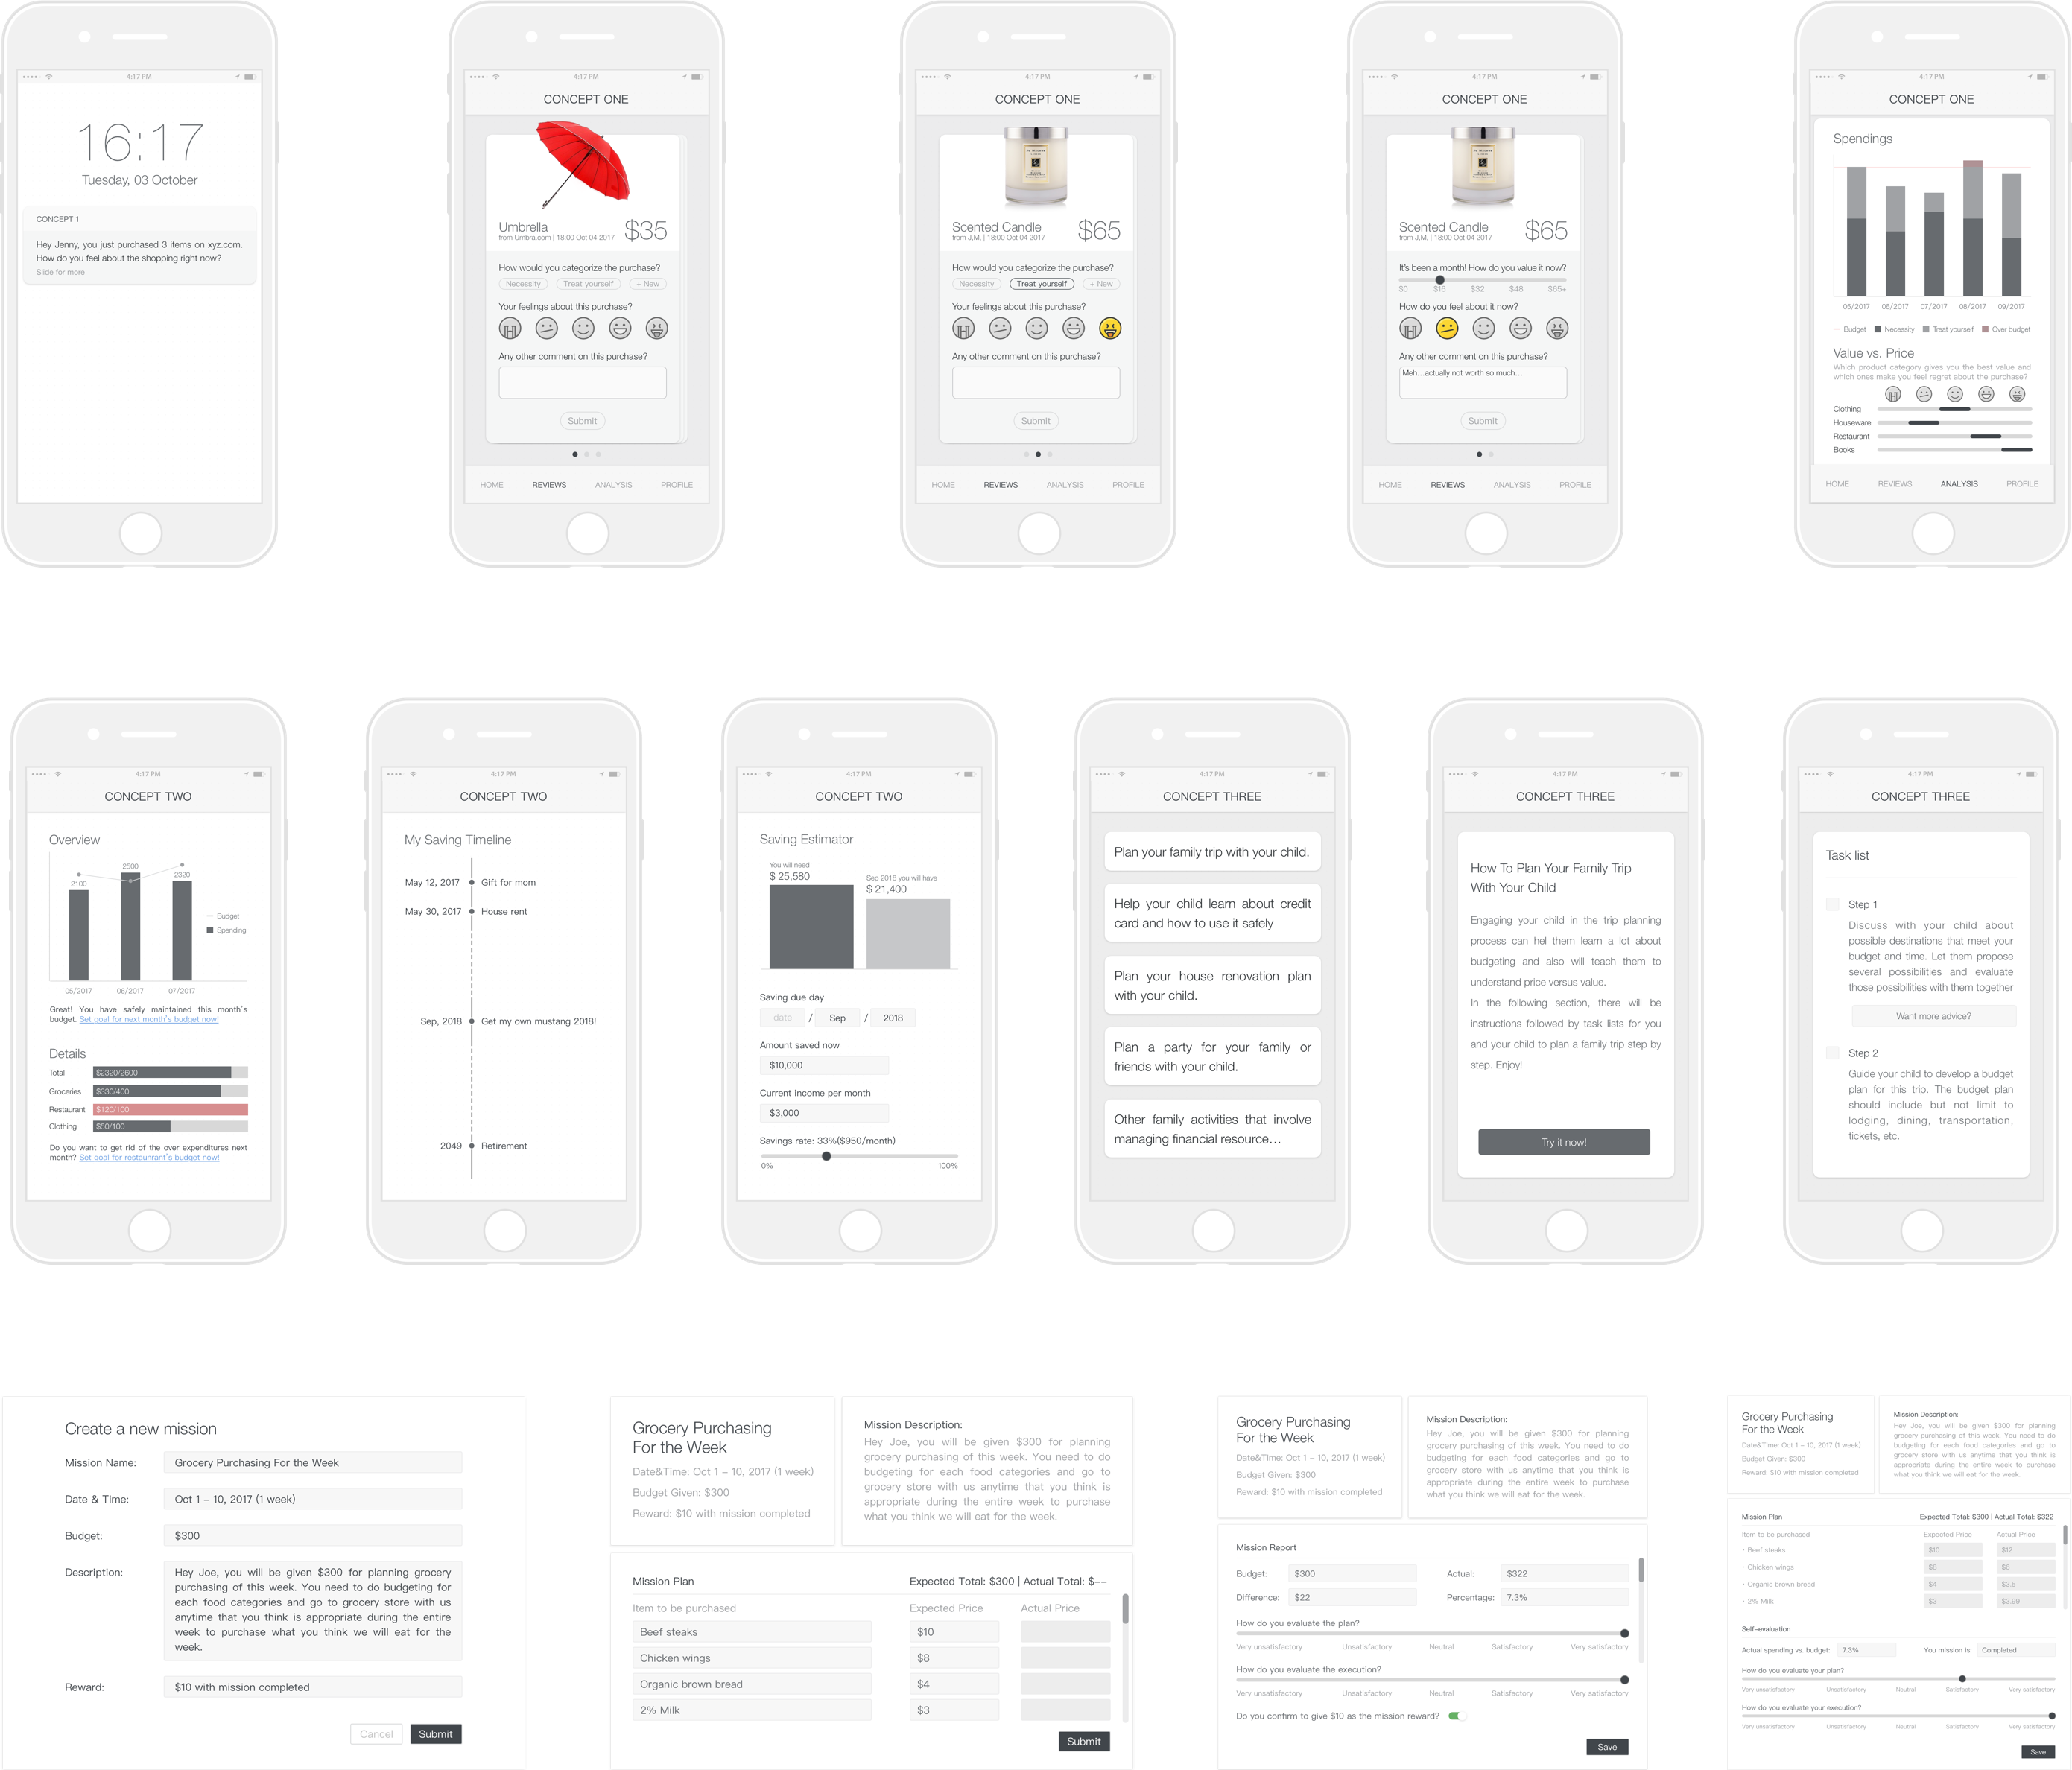 4:17 PM
16:17
Tuesday, 03 October
CONCEPT 1
Hey Jenny, you just purchased 3 items on xyz.com.
How do you feel about the shopping right now?
Slide for more
4:17 PM
CONCEPT ONE
Umbrella
from Umbra.com | 18:00 Oct 04 2017
$35
How would you categorize the purchase?
Necessity
Treat yourself
+ New
Your feelings about this purchase?
Any other comment on this purchase?
Submit
HOME
REVIEWS
ANALYSIS
PROFILE
4:17 PM
CONCEPT ONE
Scented Candle
from J,M, | 18:00 Oct 04 2017
$65
How would you categorize the purchase?
Necessity
Treat yourself
+ New
Your feelings about this purchase?
Any other comment on this purchase?
Submit
HOME
REVIEWS
ANALYSIS
PROFILE
4:17 PM
CONCEPT ONE
Scented Candle
from J,M, | 18:00 Oct 04 2017
$65
It's been a month! How do you value it now?
$0
$16
$32
$48
$65+
How do you feel about it now?
Any other comment on this purchase?
Meh...actually not worth so much...
Submit
HOME
REVIEWS
ANALYSIS
PROFILE
4:17 PM
CONCEPT ONE
Spendings
05/2017
06/2017
07/2017
08/2017
09/2017
Budget
Necessity
Treat yourself
Over budget
Value vs. Price
Which product category gives you the best value and
which ones make you feel regret about the purchase?
Clothing
Houseware
Restaurant
Books
HOME
REVIEWS
ANALYSIS
PROFILE
4:17 PM
CONCEPT TWO
Overview
2100
2500
2320
Budget
Spending
05/2017
06/2017
07/2017
Great! You have safely maintained this month's
budget. Set goal for next month's budget now!
Details
Total
$2320/2600
Groceries
$330/400
Restaurant
$120/100
Clothing
$50/100
Do you want to get rid of the over expenditures next
month? Set goal for restaunrant's budget now!
4:17 PM
CONCEPT TWO
My Saving Timeline
May 12, 2017
Gift for mom
May 30, 2017
House rent
Sep, 2018
Get my own mustang 2018!
2049
Retirement
4:17 PM
CONCEPT TWO
Saving Estimator
You will need
$ 25,580
Sep 2018 you will have
$ 21,400
Saving due day
date / Sep / 2018
Amount saved now
$10,000
Current income per month
$3,000
Savings rate: 33%($950/month)
0%
100%
4:17 PM
CONCEPT THREE
Plan your family trip with your child.
Help your child learn about credit
card and how to use it safely
Plan your house renovation plan
with your child.
Plan a party for your family or
friends with your child.
Other family activities that involve
managing financial resource...
4:17 PM
CONCEPT THREE
How To Plan Your Family Trip
With Your Child
Engaging your child in the trip planning
process can hel them learn a lot about
budgeting and also will teach them to
understand price versus value.
In the following section, there will be
instructions followed by task lists for you
and your child to plan a family trip step by
step. Enjoy!
Try it now!
4:17 PM
CONCEPT THREE
Task list
Step 1
Discuss with your child about
possible destinations that meet your
budget and time. Let them propose
several possibilities and evaluate
those possibilities with them together
Want more advice?
Step 2
Guide your child to develop a budget
plan for this trip. The budget plan
should include but not limit to
lodging, dining, transportation,
tickets, etc.
Create a new mission
Mission Name:
Grocery Purchasing For the Week
Date & Time:
Oct 1 – 10, 2017 (1 week)
Budget:
$300
Description:
Hey Joe, you will be given $300 for planning grocery
purchasing of this week. You need to do budgeting for
each food categories and go to grocery store with us
anytime that you think is appropriate during the entire
week to purchase what you think we will eat for the
week.
Reward:
$10 with mission completed
Cancel
Submit
Grocery Purchasing
For the Week
Date&Time: Oct 1 – 10, 2017 (1 week)
Budget Given: $300
Reward: $10 with mission completed
Mission Description:
Hey Joe, you will be given $300 for planning
grocery purchasing of this week. You need to do
budgeting for each food categories and go to
grocery store with us anytime that you think is
appropriate during the entire week to purchase
what you think we will eat for the week.
Mission Plan
Expected Total: $300 | Actual Total: $––
Item to be purchased
Expected Price
Actual Price
Beef steaks
$10
Chicken wings
$8
Organic brown bread
$4
2% Milk
$3
Submit
Grocery Purchasing
For the Week
Date&Time: Oct 1 – 10, 2017 (1 week)
Budget Given: $300
Reward: $10 with mission completed
Mission Description:
Hey Joe, you will be given $300 for planning
grocery purchasing of this week. You need to do
budgeting for each food categories and go to
grocery store with us anytime that you think is
appropriate during the entire week to purchase
what you think we will eat for the week.
Mission Report
Budget:
$300
Actual:
$322
Difference:
$22
Percentage:
7.3%
How do you evaluate the plan?
Very unsatisfactory
Unsatisfactory
Neutral
Satisfactory
Very satisfactory
How do you evaluate the execution?
Very unsatisfactory
Unsatisfactory
Neutral
Satisfactory
Very satisfactory
Do you confirm to give $10 as the mission reward?
Save
Grocery Purchasing
For the Week
Date&Time: Oct 1 – 10, 2017 (1 week)
Budget Given: $300
Reward: $10 with mission completed
Mission Description:
Hey Joe, you will be given $300 for planning
grocery purchasing of this week. You need to do
budgeting for each food categories and go to
grocery store with us anytime that you think is
appropriate during the entire week to purchase
what you think we will eat for the week.
Mission Plan
Expected Total: $300 | Actual Total: $322
Item to be purchased
Expected Price
Actual Price
· Beef steaks
$10
$12
· Chicken wings
$8
$6
· Organic brown bread
$4
$3.5
· 2% Milk
$3
$3.99
Self-evaluation
Actual spending vs. budget:
7.3%
You mission is:
Completed
How do you evaluate your plan?
Very unsatisfactory
Unsatisfactory
Neutral
Satisfactory
Very satisfactory
How do you evaluate your execution?
Very unsatisfactory
Unsatisfactory
Neutral
Satisfactory
Very satisfactory
Save